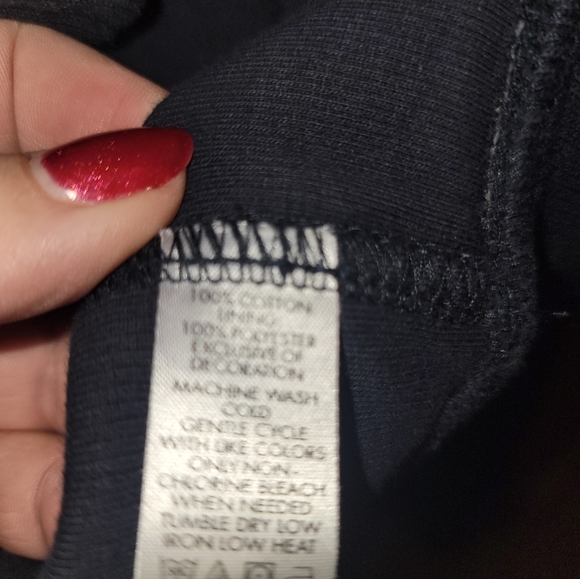 100% COTTON
LINING
100% POLYESTER
EXCLUSIVE OF
DECORATION
MACHINE WASH
COLD
GENTLE CYCLE
WITH LIKE COLORS
ONLY NON-
CHLORINE BLEACH
WHEN NEEDED
TUMBLE DRY LOW
IRON LOW HEAT